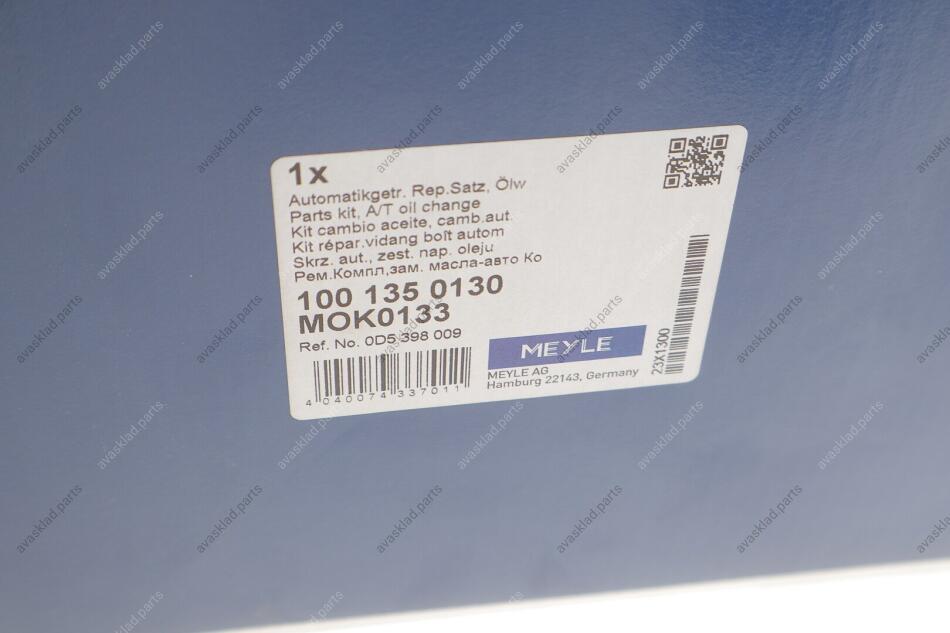 1x
Automatikgetr. Rep.Satz, Ölw
Parts kit, A/T oil change
Kit cambio aceite, camb.aut.
Kit répar.vidang boît autom
Skrz. aut., zest. nap. oleju
Рем.Компл,зам. масла-авто Ко
100 135 0130
MOK0133
Ref. No. 0D5 398 009
4 040074 337011
MEYLE
MEYLE AG
Hamburg 22143, Germany
23X1300
avasklad.parts